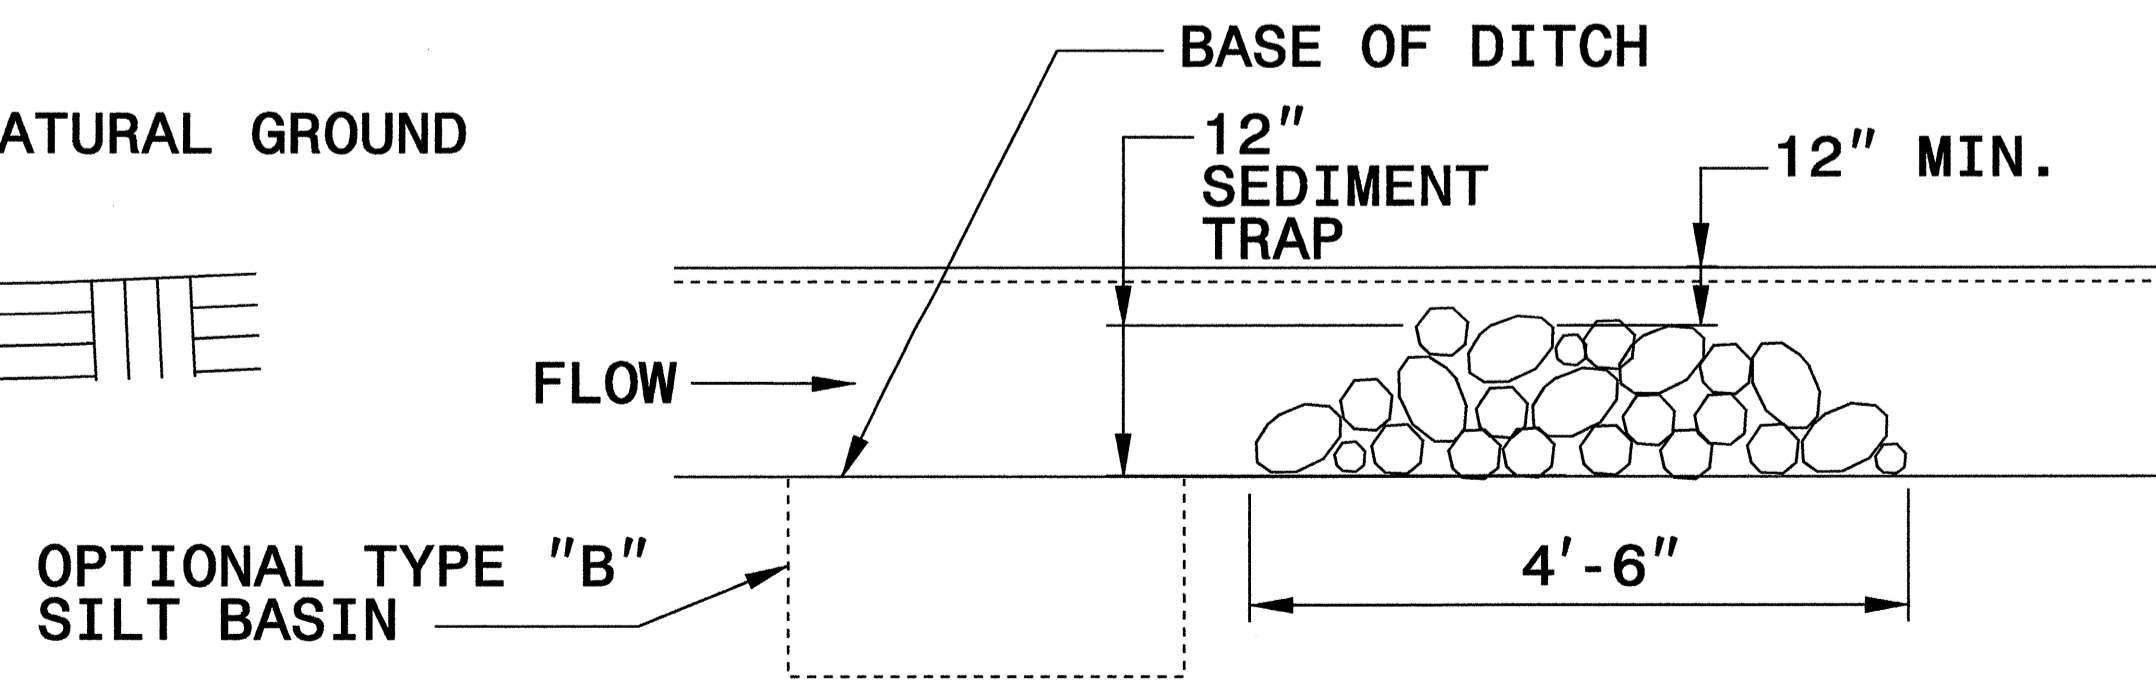 BASE OF DITCH
ATURAL GROUND
12"
SEDIMENT
TRAP
12" MIN.
FLOW
OPTIONAL TYPE "B"
SILT BASIN
4'-6"